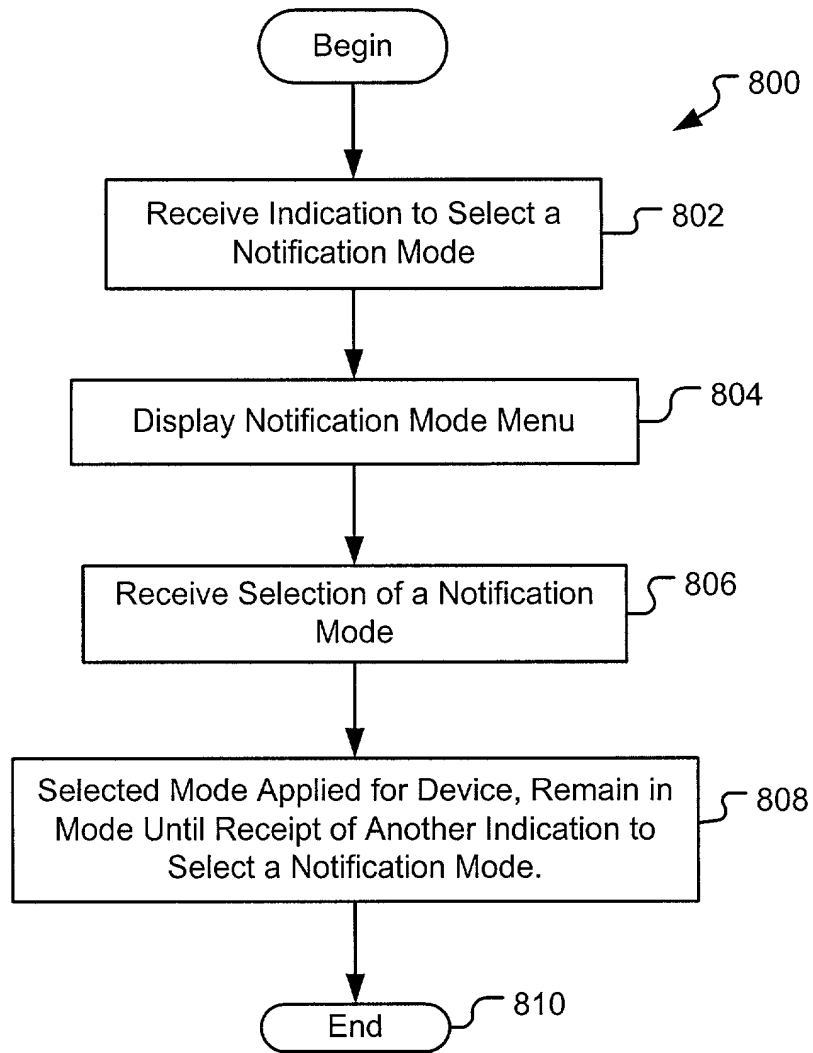 Begin
800
Receive Indication to Select a
Notification Mode
802
Display Notification Mode Menu
804
Receive Selection of a Notification
Mode
806
Selected Mode Applied for Device, Remain in
Mode Until Receipt of Another Indication to
Select a Notification Mode.
808
End
810